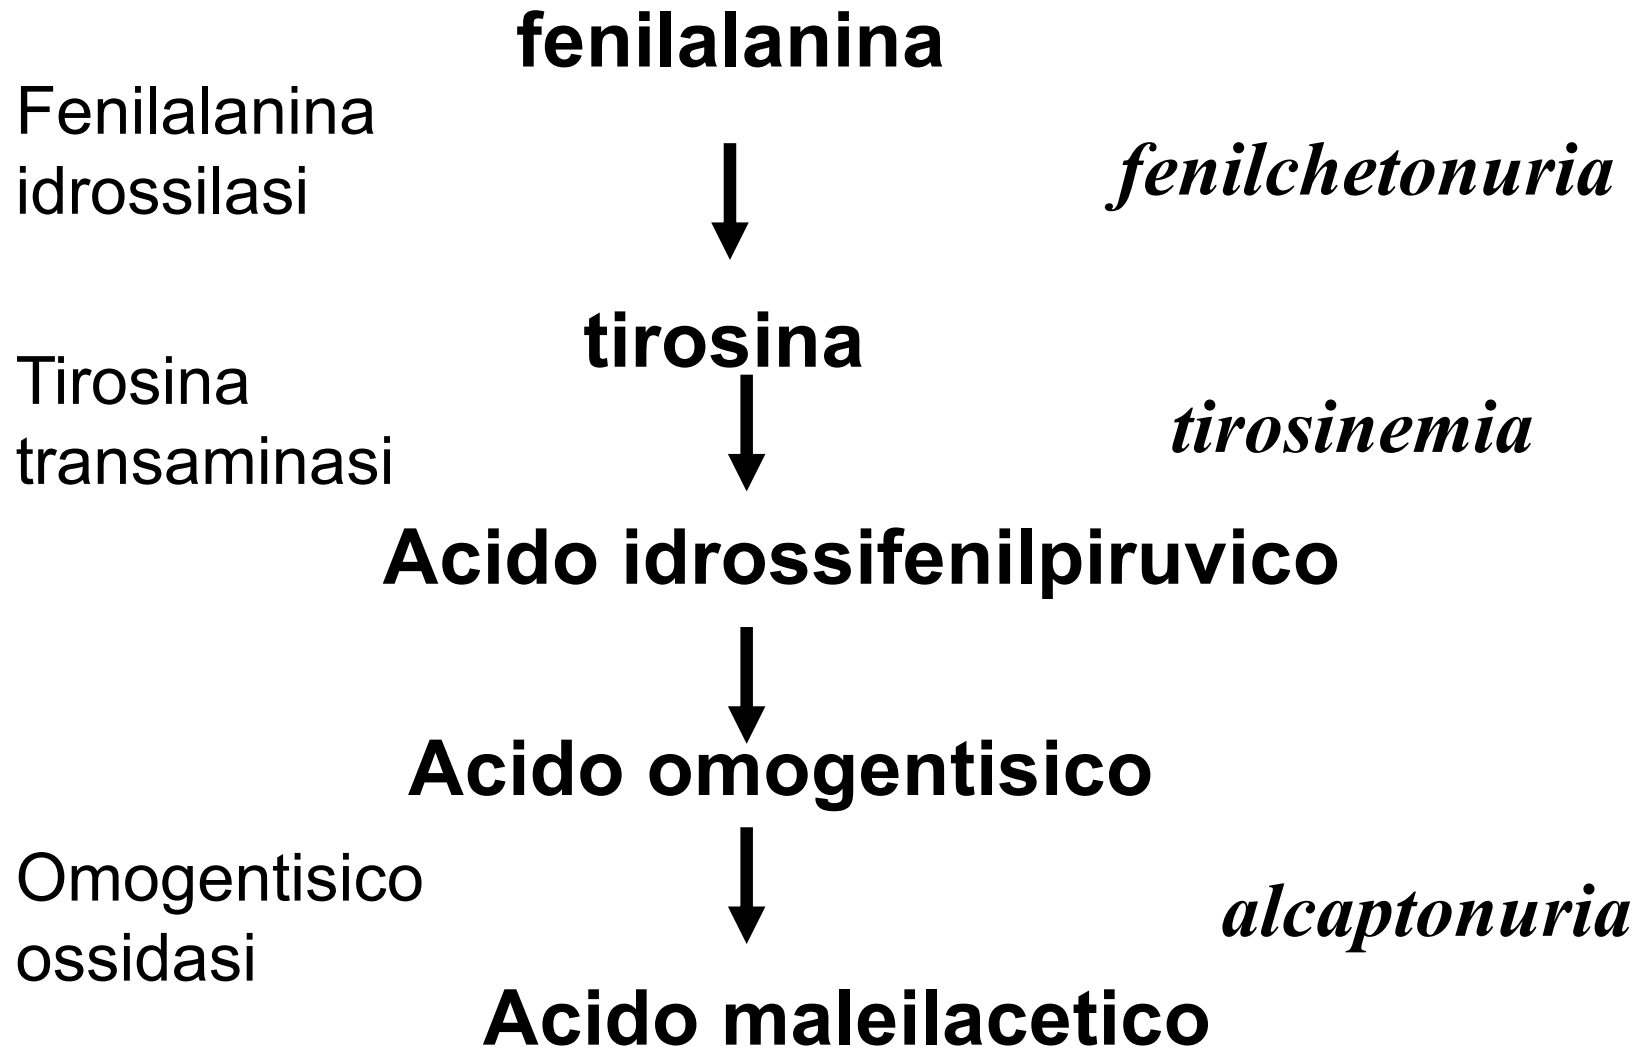 fenilalanina
Fenilalanina
idrossilasi
fenilchetonuria
tirosina
Tirosina
transaminasi
tirosinemia
Acido idrossifenilpiruvico
Acido omogentisico
Omogentisico
ossidasi
alcaptonuria
Acido maleilacetico